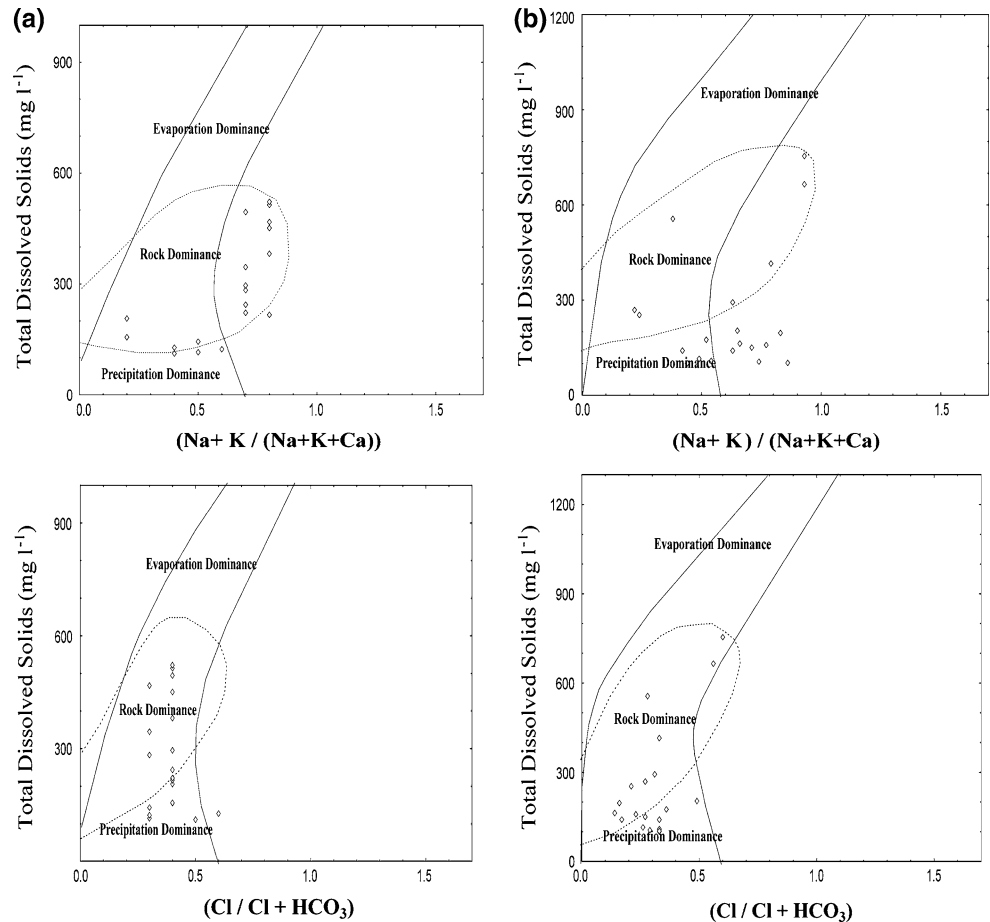 (a)
Total Dissolved Solids (mg l-1)
900
600
300
0
Evaporation Dominance
Rock Dominance
Precipitation Dominance
0.0 0.5 1.0 1.5
(Na+ K / (Na+K+Ca))
(b)
Total Dissolved Solids (mg l-1)
1200
900
600
300
0
Evaporation Dominance
Rock Dominance
Precipitation Dominance
0.0 0.5 1.0 1.5
(Na+ K) / (Na+K+Ca)
Total Dissolved Solids (mg l-1)
900
600
300
0
Evaporation Dominance
Rock Dominance
Precipitation Dominance
0.0 0.5 1.0 1.5
(Cl / Cl + HCO3)
Total Dissolved Solids (mg l-1)
1200
900
600
300
0
Evaporation Dominance
Rock Dominance
Precipitation Dominance
0.0 0.5 1.0 1.5
(Cl / Cl + HCO3)